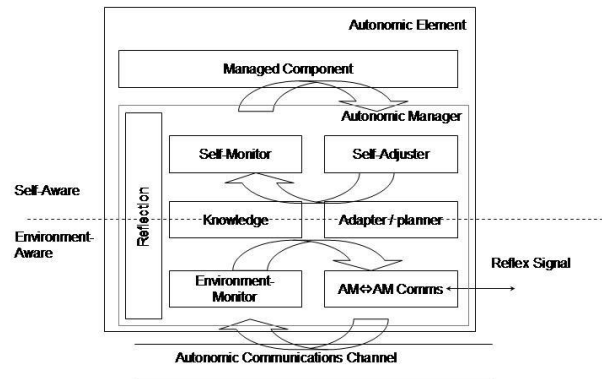 Autonomic Element
Managed Component
Autonomic Manager
Self-Monitor
Self-Adjuster
Reflection
Self-Aware
Knowledge
Adapter / planner
Environment-
Aware
Environment-
Monitor
AM⇔AM Comms
Reflex Signal
Autonomic Communications Channel